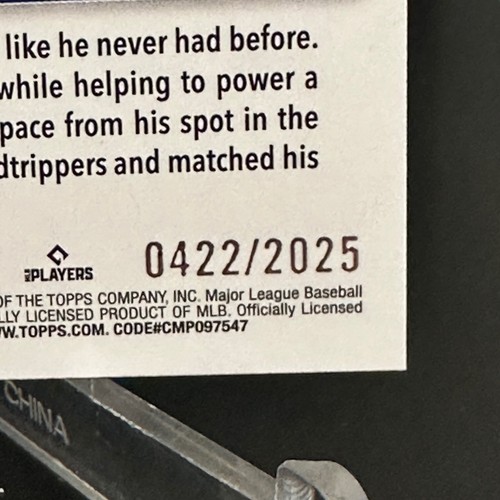 like he never had before.
while helping to power a
pace from his spot in the
dtrippers and matched his
PLAYERS
0422/2025
OF THE TOPPS COMPANY, INC. Major League Baseball
LLY LICENSED PRODUCT OF MLB. Officially Licensed
WW.TOPPS.COM. CODE#CMP097547
CHINA